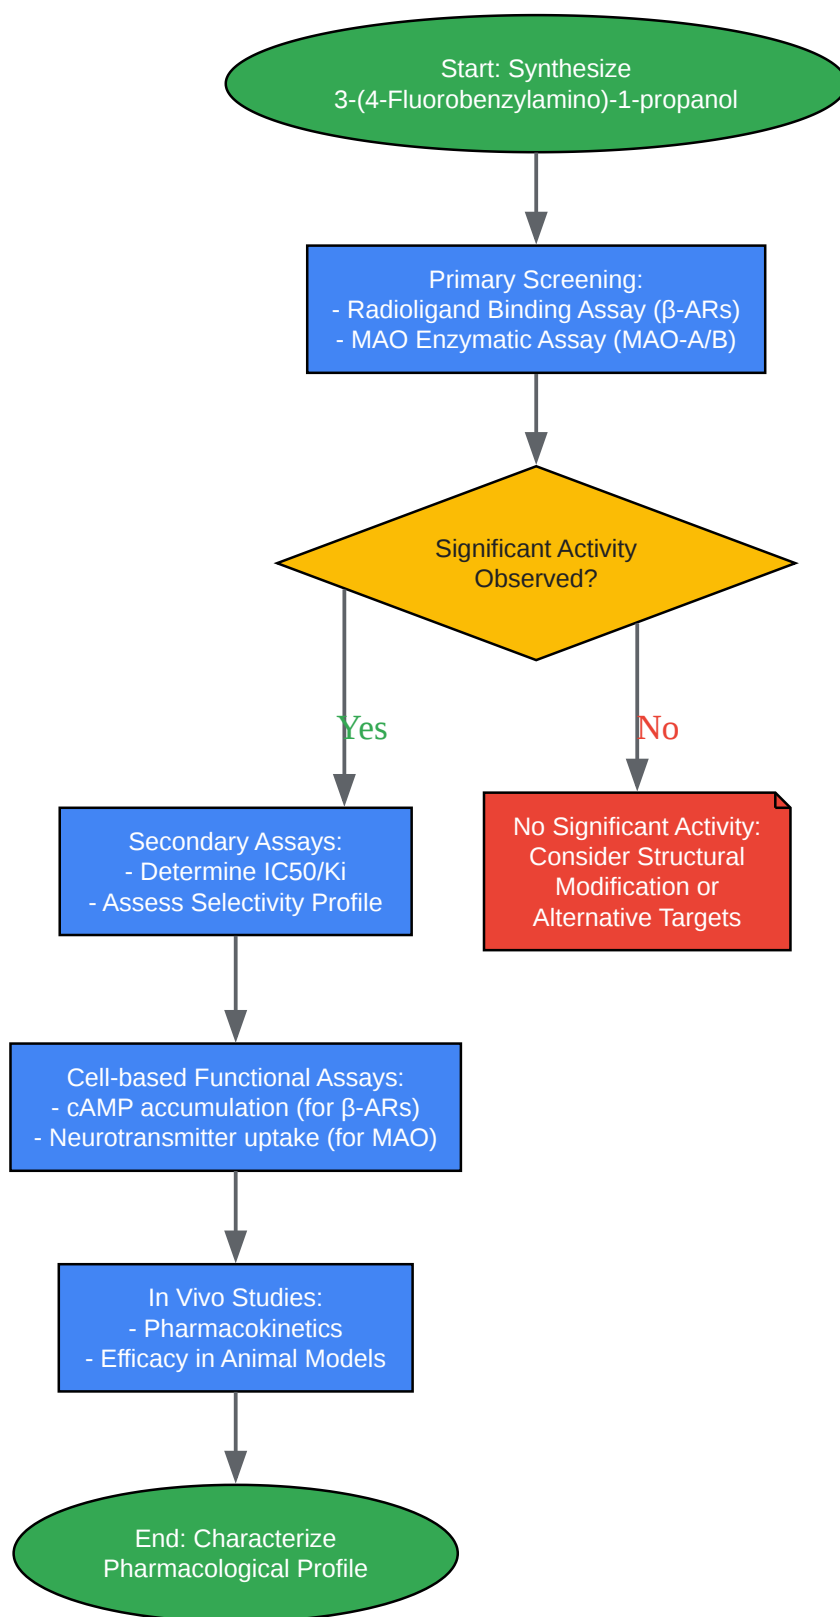 Start: Synthesize
3-(4-Fluorobenzylamino)-1-propanol
Primary Screening:
- Radioligand Binding Assay (β-ARs)
- MAO Enzymatic Assay (MAO-A/B)
Significant Activity
Observed?
Yes
No
Secondary Assays:
- Determine IC50/Ki
- Assess Selectivity Profile
No Significant Activity:
Consider Structural
Modification or
Alternative Targets
Cell-based Functional Assays:
- cAMP accumulation (for β-ARs)
- Neurotransmitter uptake (for MAO)
In Vivo Studies:
- Pharmacokinetics
- Efficacy in Animal Models
End: Characterize
Pharmacological Profile